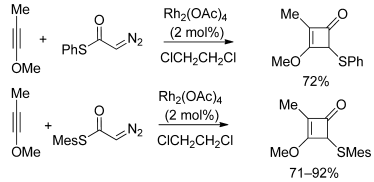 Me O Rh₂(OAc)₄ Me O
+ N₂ (2 mol%)
PhS ClCH₂CH₂Cl MeO SPh
OMe 72%
Me O Rh₂(OAc)₄ Me O
+ N₂ (2 mol%)
MesS ClCH₂CH₂Cl MeO SMes
OMe 71–92%